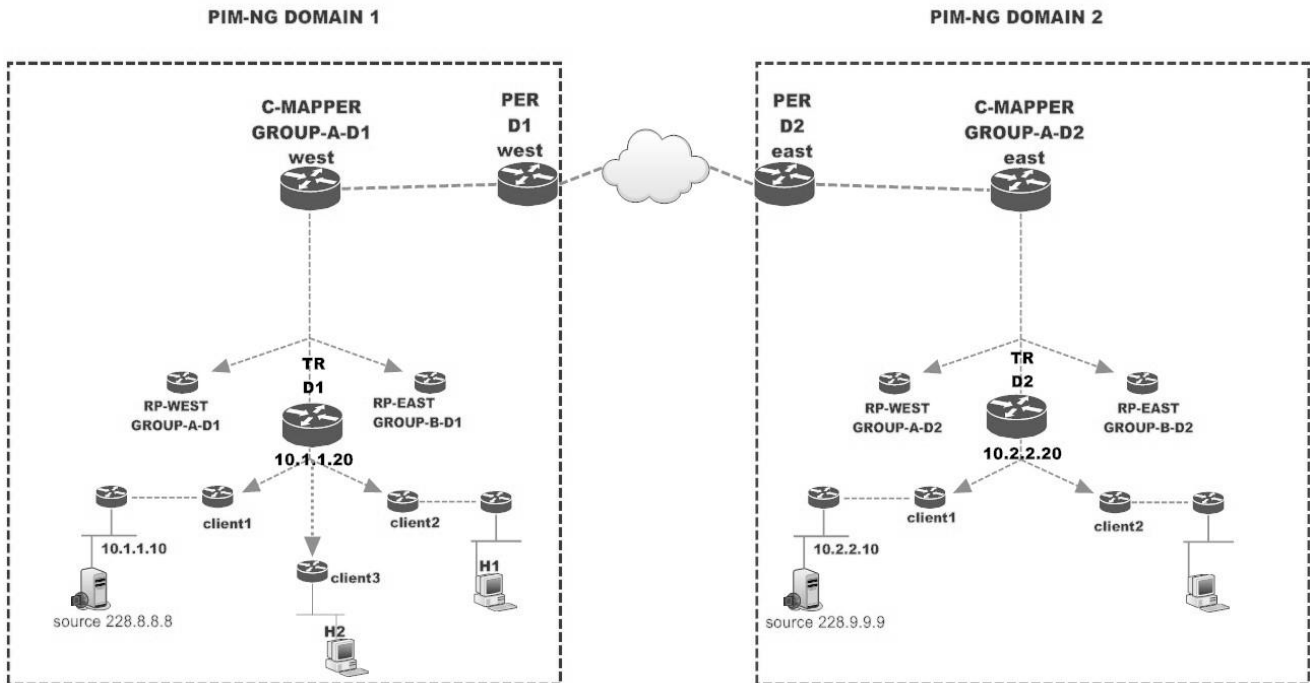 PIM-NG DOMAIN 1
PIM-NG DOMAIN 2
C-MAPPER
GROUP-A-D1
west
PER
D1
west
PER
D2
east
C-MAPPER
GROUP-A-D2
east
RP-WEST
GROUP-A-D1
TR
D1
RP-EAST
GROUP-B-D1
10.1.1.20
client1
client2
10.1.1.10
client3
H1
source 228.8.8.8
H2
RP-WEST
GROUP-A-D2
TR
D2
RP-EAST
GROUP-B-D2
10.2.2.20
client1
client2
10.2.2.10
source 228.9.9.9